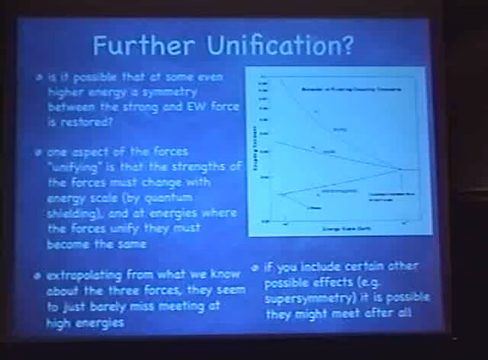 Further Unification?
is it possible that at some even
higher energy a symmetry
between the strong and EW force
is restored?
one aspect of the forces
"unifying" is that the strengths of
the forces must change with
energy scale (by quantum
shielding), and at energies where
the forces unify they must
become the same
extrapolating from what we know
about the three forces, they seem
to just barely miss meeting at
high energies
if you include certain other
possible effects (e.g.
supersymmetry) it is possible
they might meet after all
Energy Scale (GeV)